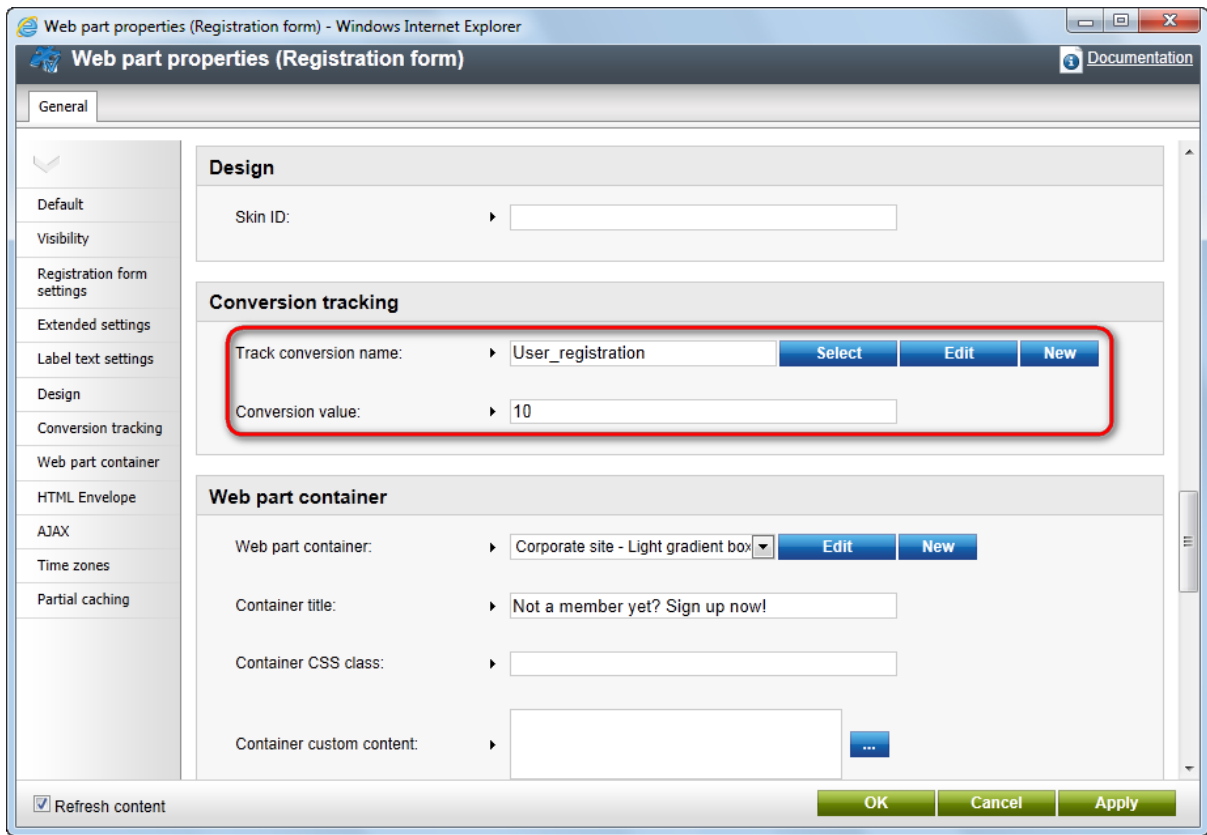 Web part properties (Registration form) - Windows Internet Explorer
Web part properties (Registration form)
Documentation
General
Default
Visibility
Registration form
settings
Extended settings
Label text settings
Design
Conversion tracking
Web part container
HTML Envelope
AJAX
Time zones
Partial caching
Design
Skin ID:
Conversion tracking
Track conversion name: User_registration Select Edit New
Conversion value: 10
Web part container
Web part container: Corporate site - Light gradient box Edit New
Container title: Not a member yet? Sign up now!
Container CSS class:
Container custom content: ...
Refresh content
OK Cancel Apply